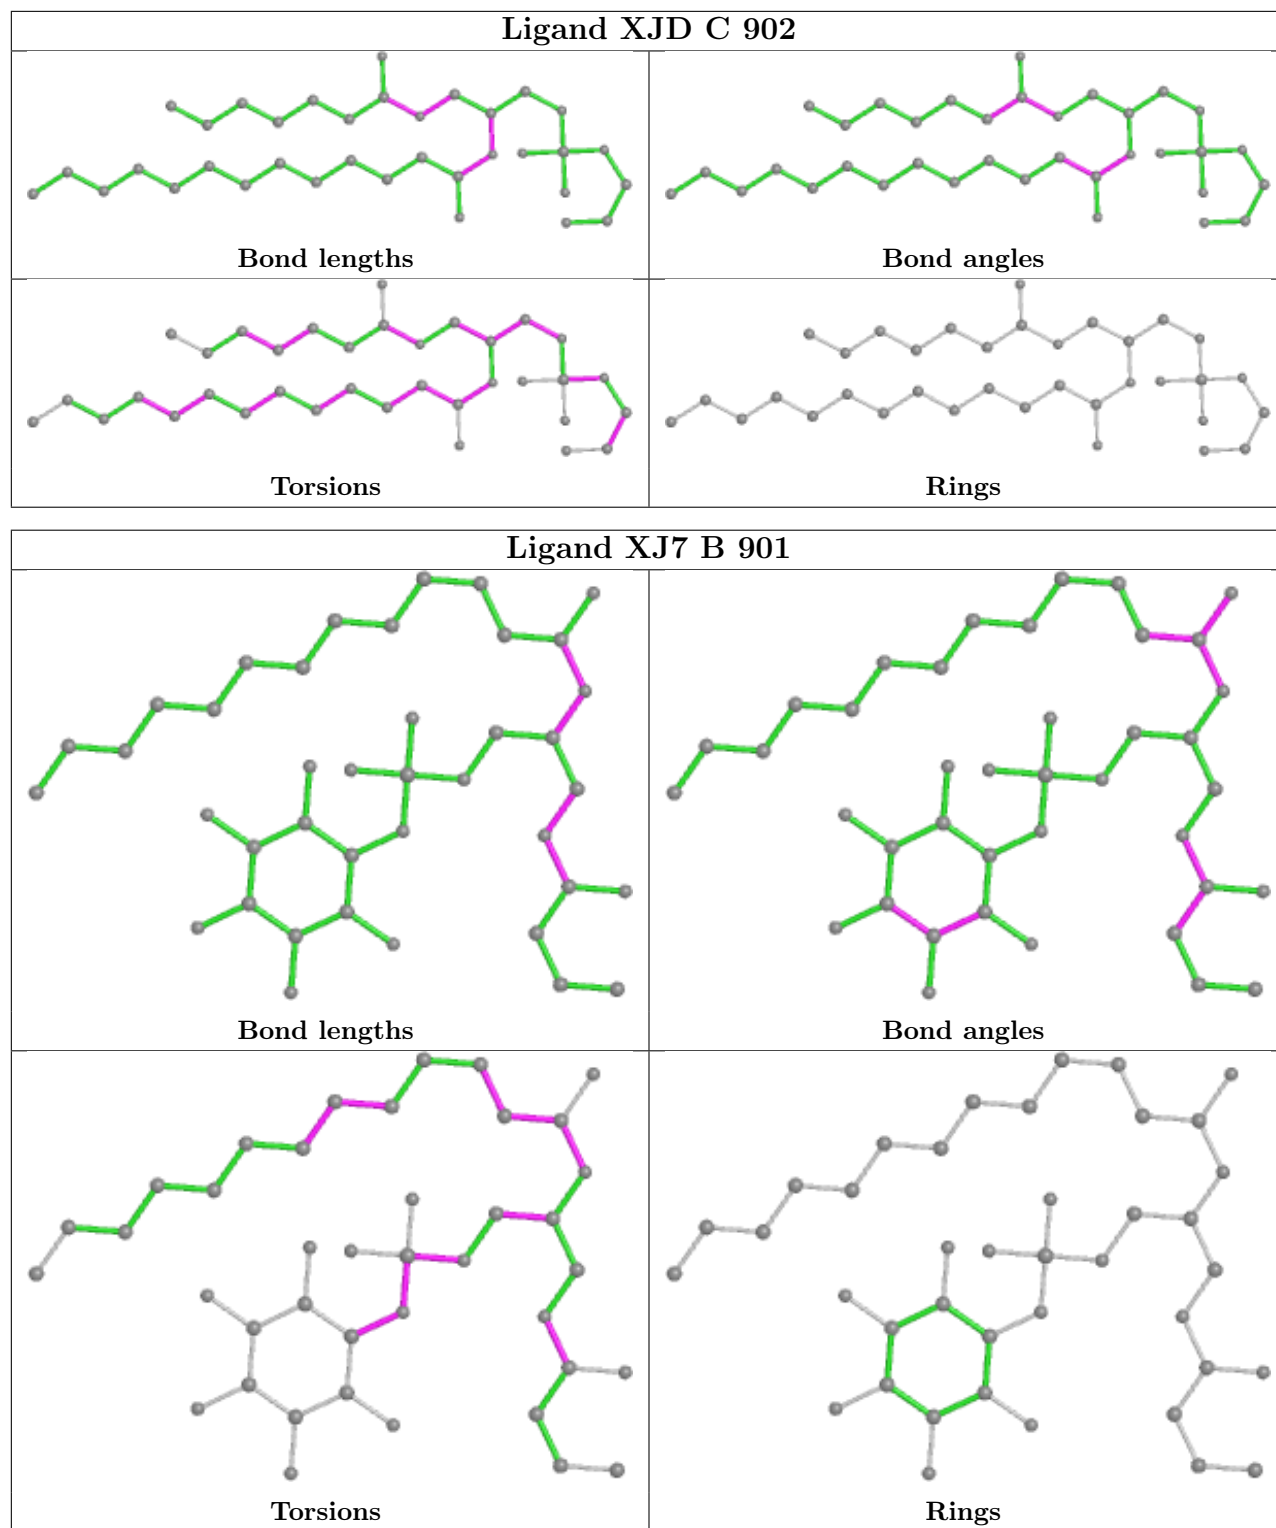 Ligand XJD C 902
Bond lengths
Bond angles
Torsions
Rings
Ligand XJ7 B 901
Bond lengths
Bond angles
Torsions
Rings